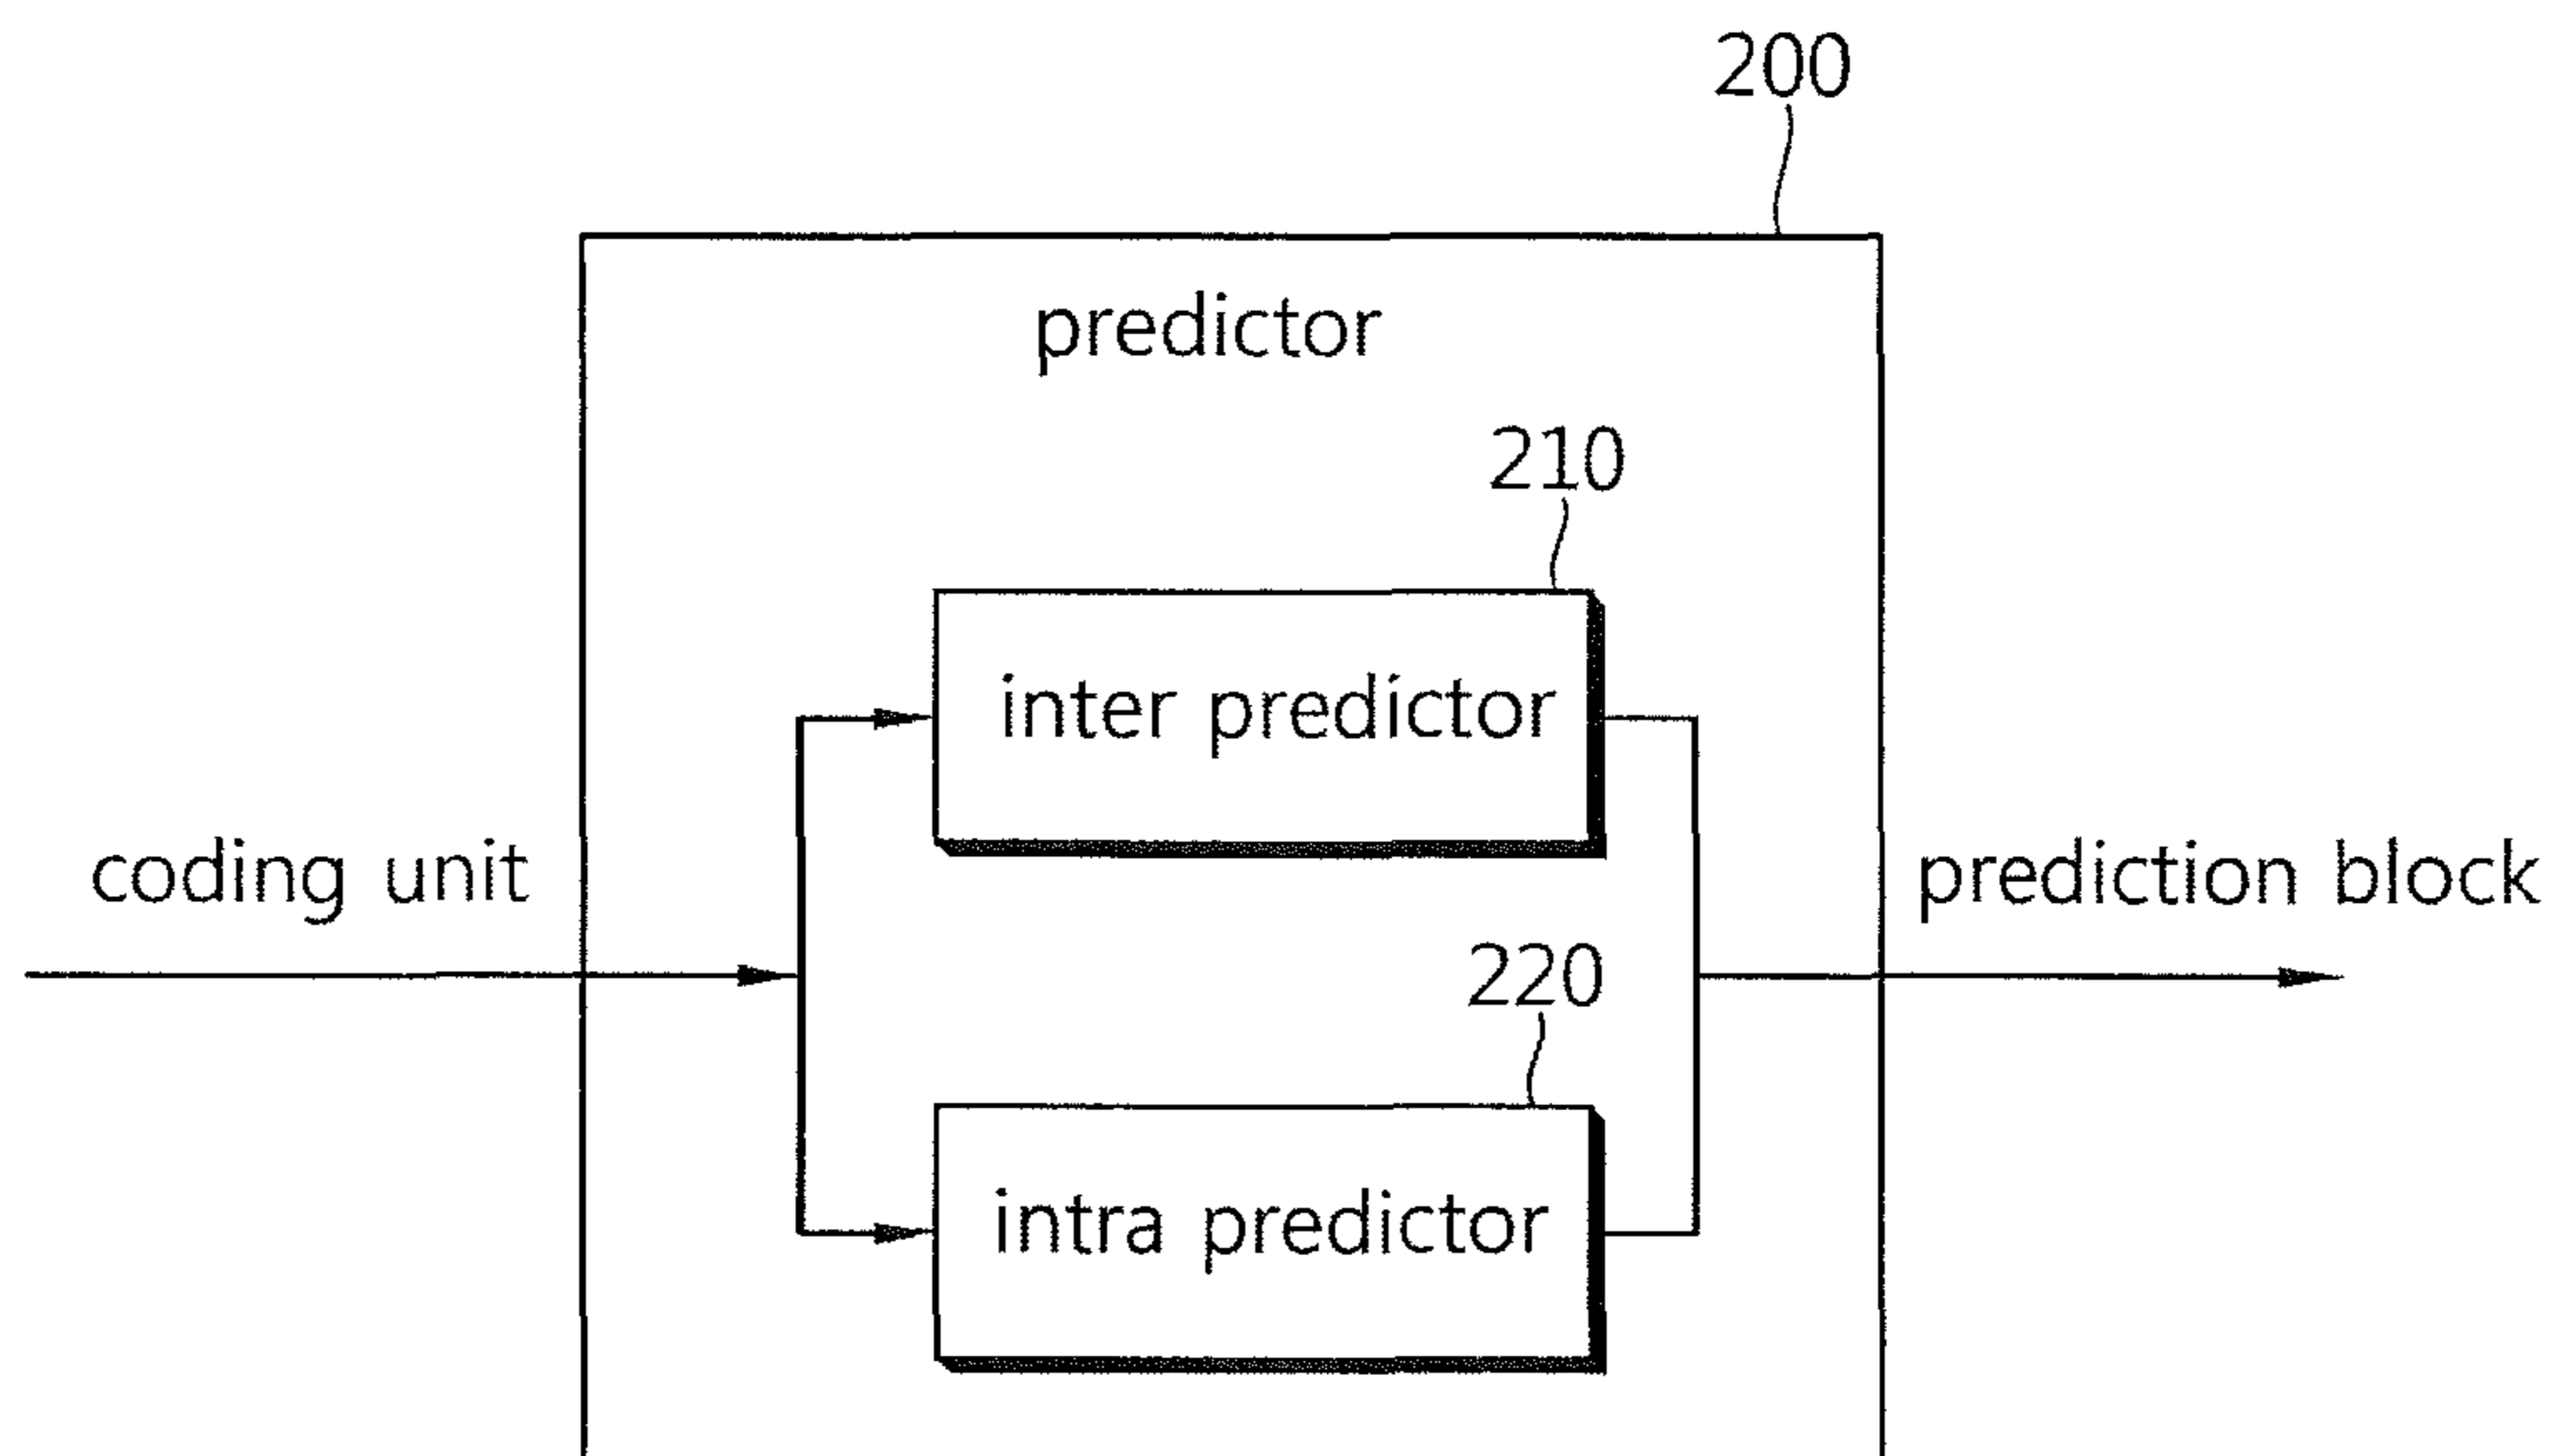 200
predictor
210
inter predictor
coding unit
prediction block
220
intra predictor